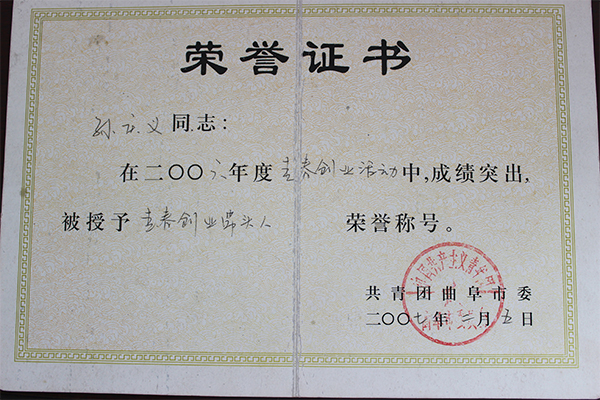 荣誉证书
孙立义同志：
在二〇〇六年度青春创业活动中，成绩突出，
被授予青春创业带头人 荣誉称号。
共青团曲阜市委
二〇〇七年三月五日